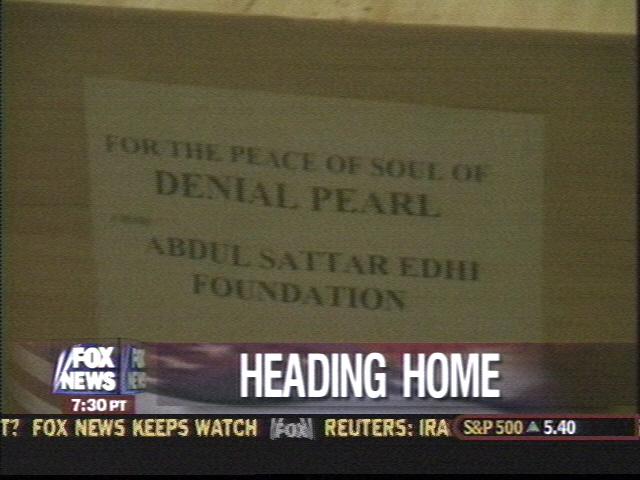 FOR THE PEACE OF SOUL OF
DENIAL PEARL
ABDUL SATTAR EDHI
FOUNDATION
FOX
NEWS
HEADING HOME
7:30 PT
T? FOX NEWS KEEPS WATCH FOX REUTERS: IRA S&P 500 ▲ 5.40